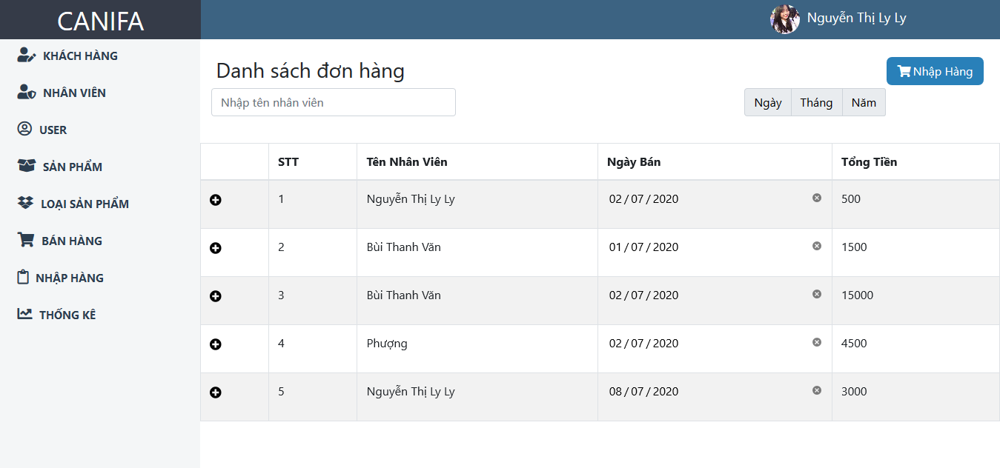 CANIFA
Nguyễn Thị Ly Ly
KHÁCH HÀNG
NHÂN VIÊN
USER
SẢN PHẨM
LOẠI SẢN PHẨM
BÁN HÀNG
NHẬP HÀNG
THỐNG KÊ
Danh sách đơn hàng
Nhập Hàng
Nhập tên nhân viên
Ngày Tháng Năm
STT Tên Nhân Viên Ngày Bán Tổng Tiền
1 Nguyễn Thị Ly Ly 02 / 07 / 2020 500
2 Bùi Thanh Văn 01 / 07 / 2020 1500
3 Bùi Thanh Văn 02 / 07 / 2020 15000
4 Phượng 02 / 07 / 2020 4500
5 Nguyễn Thị Ly Ly 08 / 07 / 2020 3000